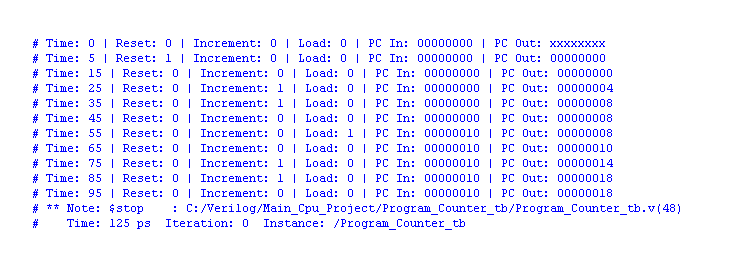 # Time: 0 | Reset: 0 | Increment: 0 | Load: 0 | PC In: 00000000 | PC Out: xxxxxxxx
# Time: 5 | Reset: 1 | Increment: 0 | Load: 0 | PC In: 00000000 | PC Out: 00000000
# Time: 15 | Reset: 0 | Increment: 0 | Load: 0 | PC In: 00000000 | PC Out: 00000000
# Time: 25 | Reset: 0 | Increment: 1 | Load: 0 | PC In: 00000000 | PC Out: 00000004
# Time: 35 | Reset: 0 | Increment: 1 | Load: 0 | PC In: 00000000 | PC Out: 00000008
# Time: 45 | Reset: 0 | Increment: 0 | Load: 0 | PC In: 00000000 | PC Out: 00000008
# Time: 55 | Reset: 0 | Increment: 0 | Load: 1 | PC In: 00000010 | PC Out: 00000008
# Time: 65 | Reset: 0 | Increment: 0 | Load: 0 | PC In: 00000010 | PC Out: 00000010
# Time: 75 | Reset: 0 | Increment: 1 | Load: 0 | PC In: 00000010 | PC Out: 00000014
# Time: 85 | Reset: 0 | Increment: 1 | Load: 0 | PC In: 00000010 | PC Out: 00000018
# Time: 95 | Reset: 0 | Increment: 0 | Load: 0 | PC In: 00000010 | PC Out: 00000018
# ** Note: $stop    : C:/Verilog/Main_Cpu_Project/Program_Counter_tb/Program_Counter_tb.v(48)
#    Time: 125 ps  Iteration: 0  Instance: /Program_Counter_tb